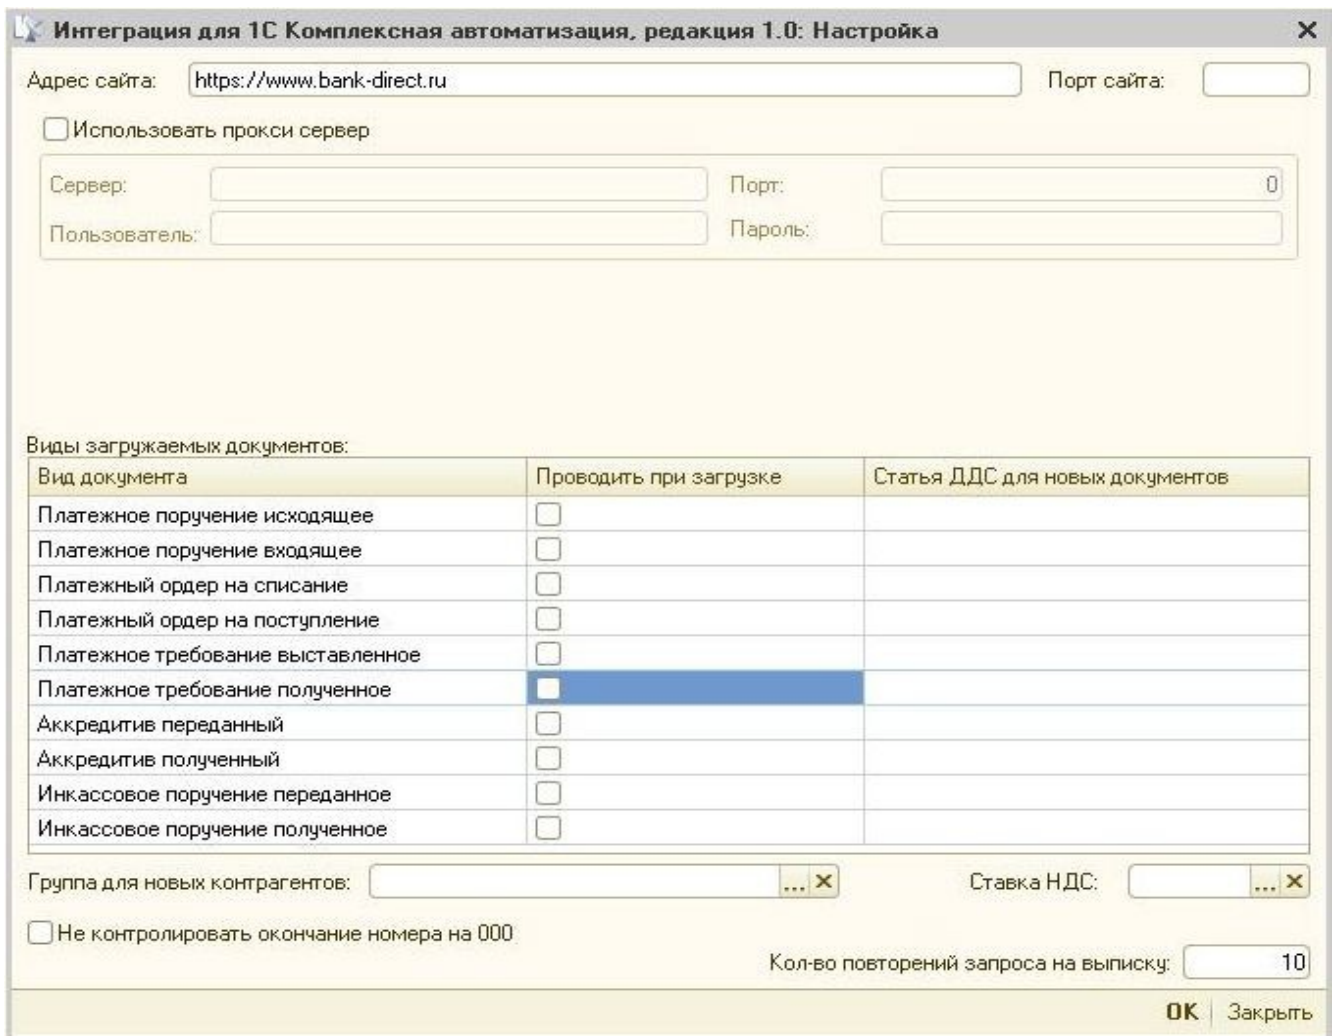 Интеграция для 1С Комплексная автоматизация, редакция 1.0: Настройка
Адрес сайта: https://www.bank-direct.ru Порт сайта:
Использовать прокси сервер
Сервер: Порт: 0
Пользователь: Пароль:
Виды загружаемых документов:
Вид документа Проводить при загрузке Статья ДДС для новых документов
Платежное поручение исходящее
Платежное поручение входящее
Платежный ордер на списание
Платежный ордер на поступление
Платежное требование выставленное
Платежное требование полученное
Аккредитив переданный
Аккредитив полученный
Инкассовое поручение переданное
Инкассовое поручение полученное
Группа для новых контрагентов: ... Ставка НДС: ...
Не контролировать окончание номера на 000
Кол-во повторений запроса на выписку: 10
ОК Закрыть